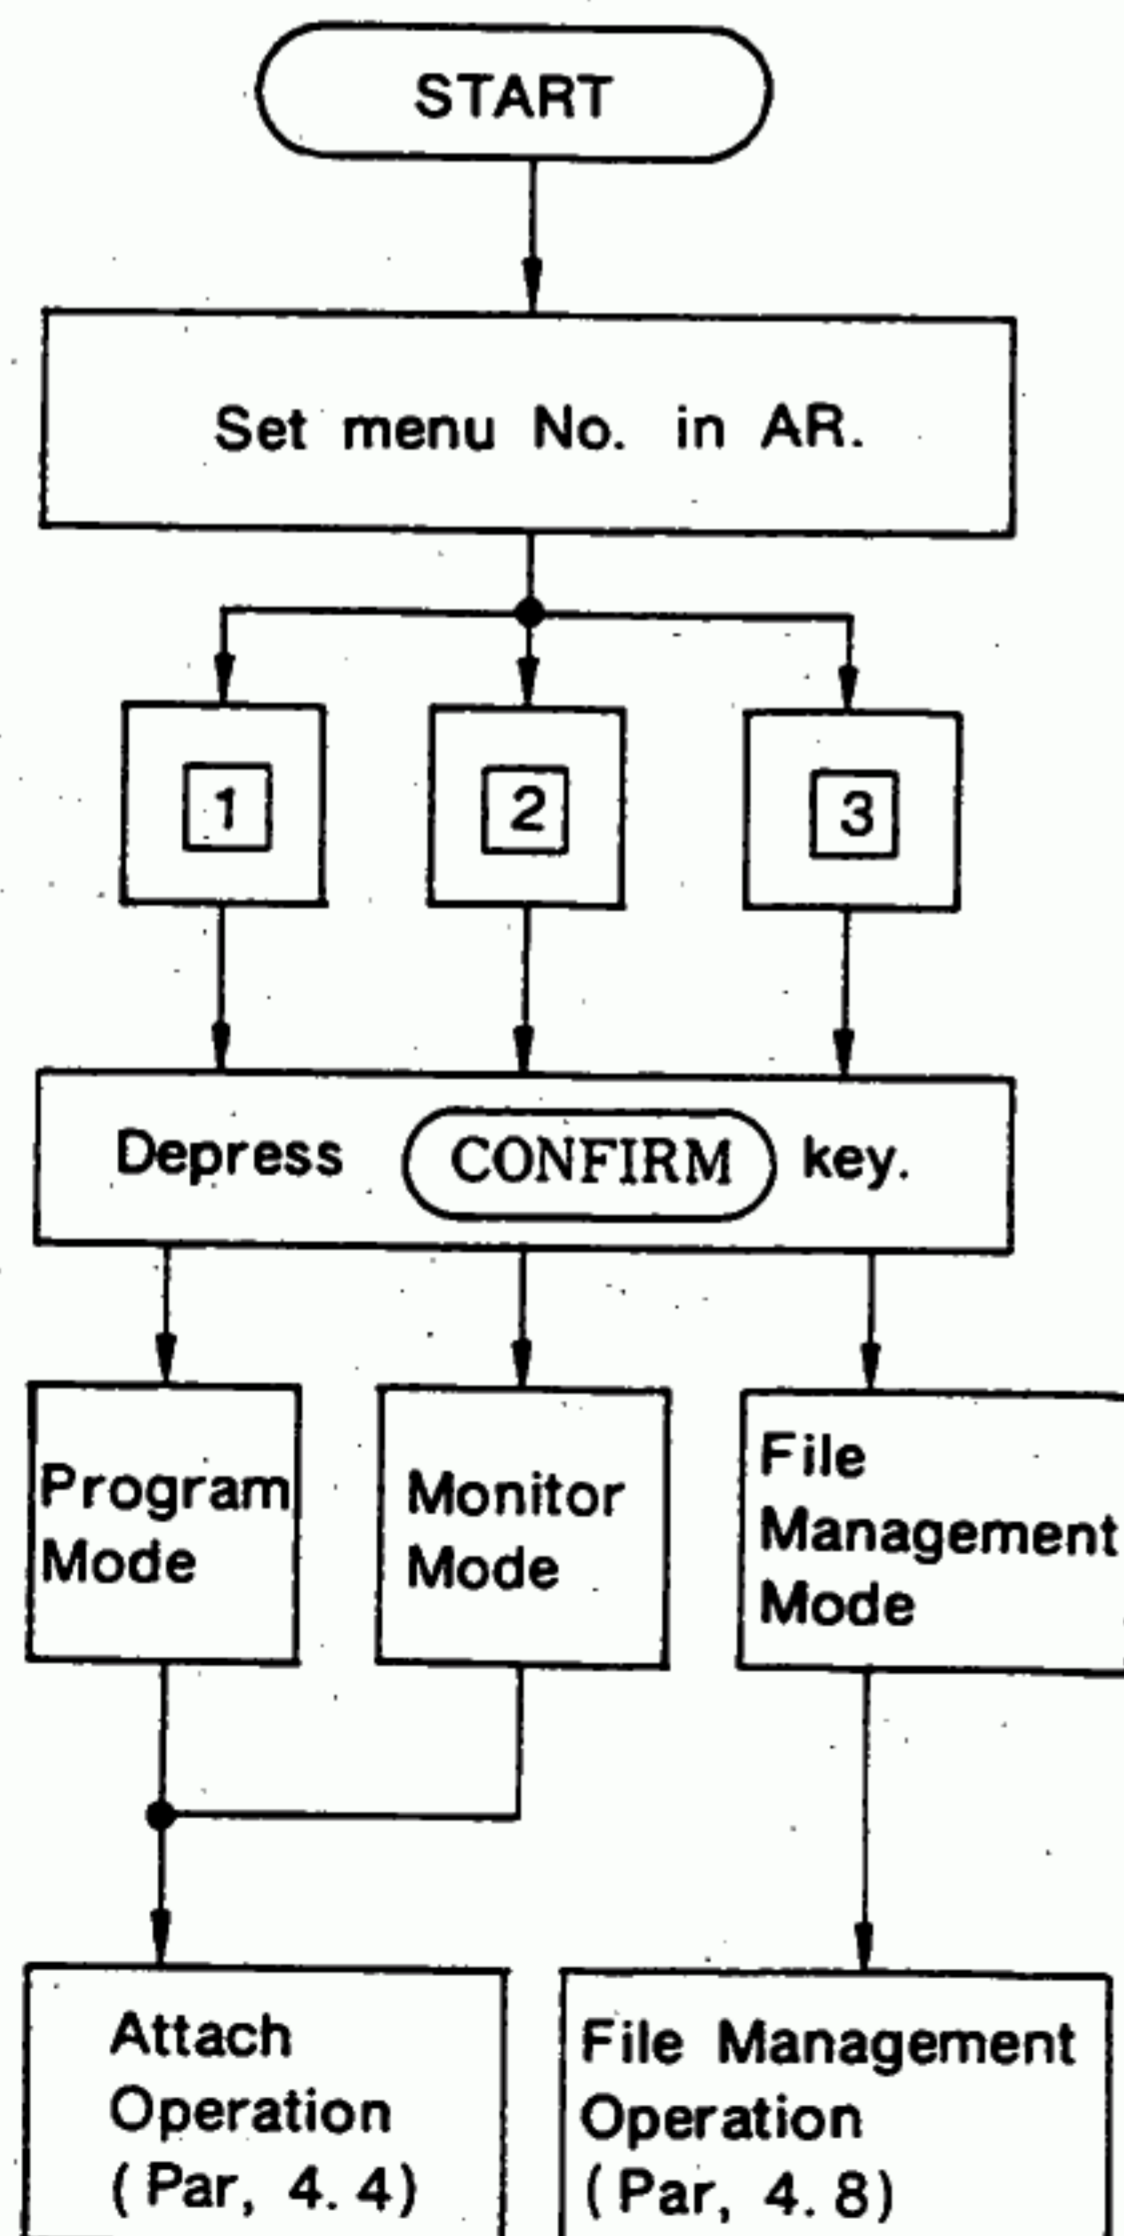 START
Set menu No. in AR.
1
2
3
Depress CONFIRM key.
Program
Mode
Monitor
Mode
File
Management
Mode
Attach
Operation
(Par, 4.4)
File Management
Operation
(Par, 4.8)